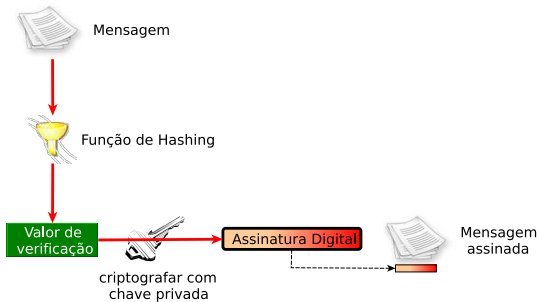 Mensagem
Função de Hashing
Valor de
verificação
criptografar com
chave privada
Assinatura Digital
Mensagem
assinada